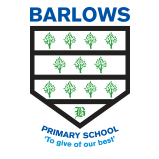 BARLOWS
B
PRIMARY SCHOOL
'To give of our best'